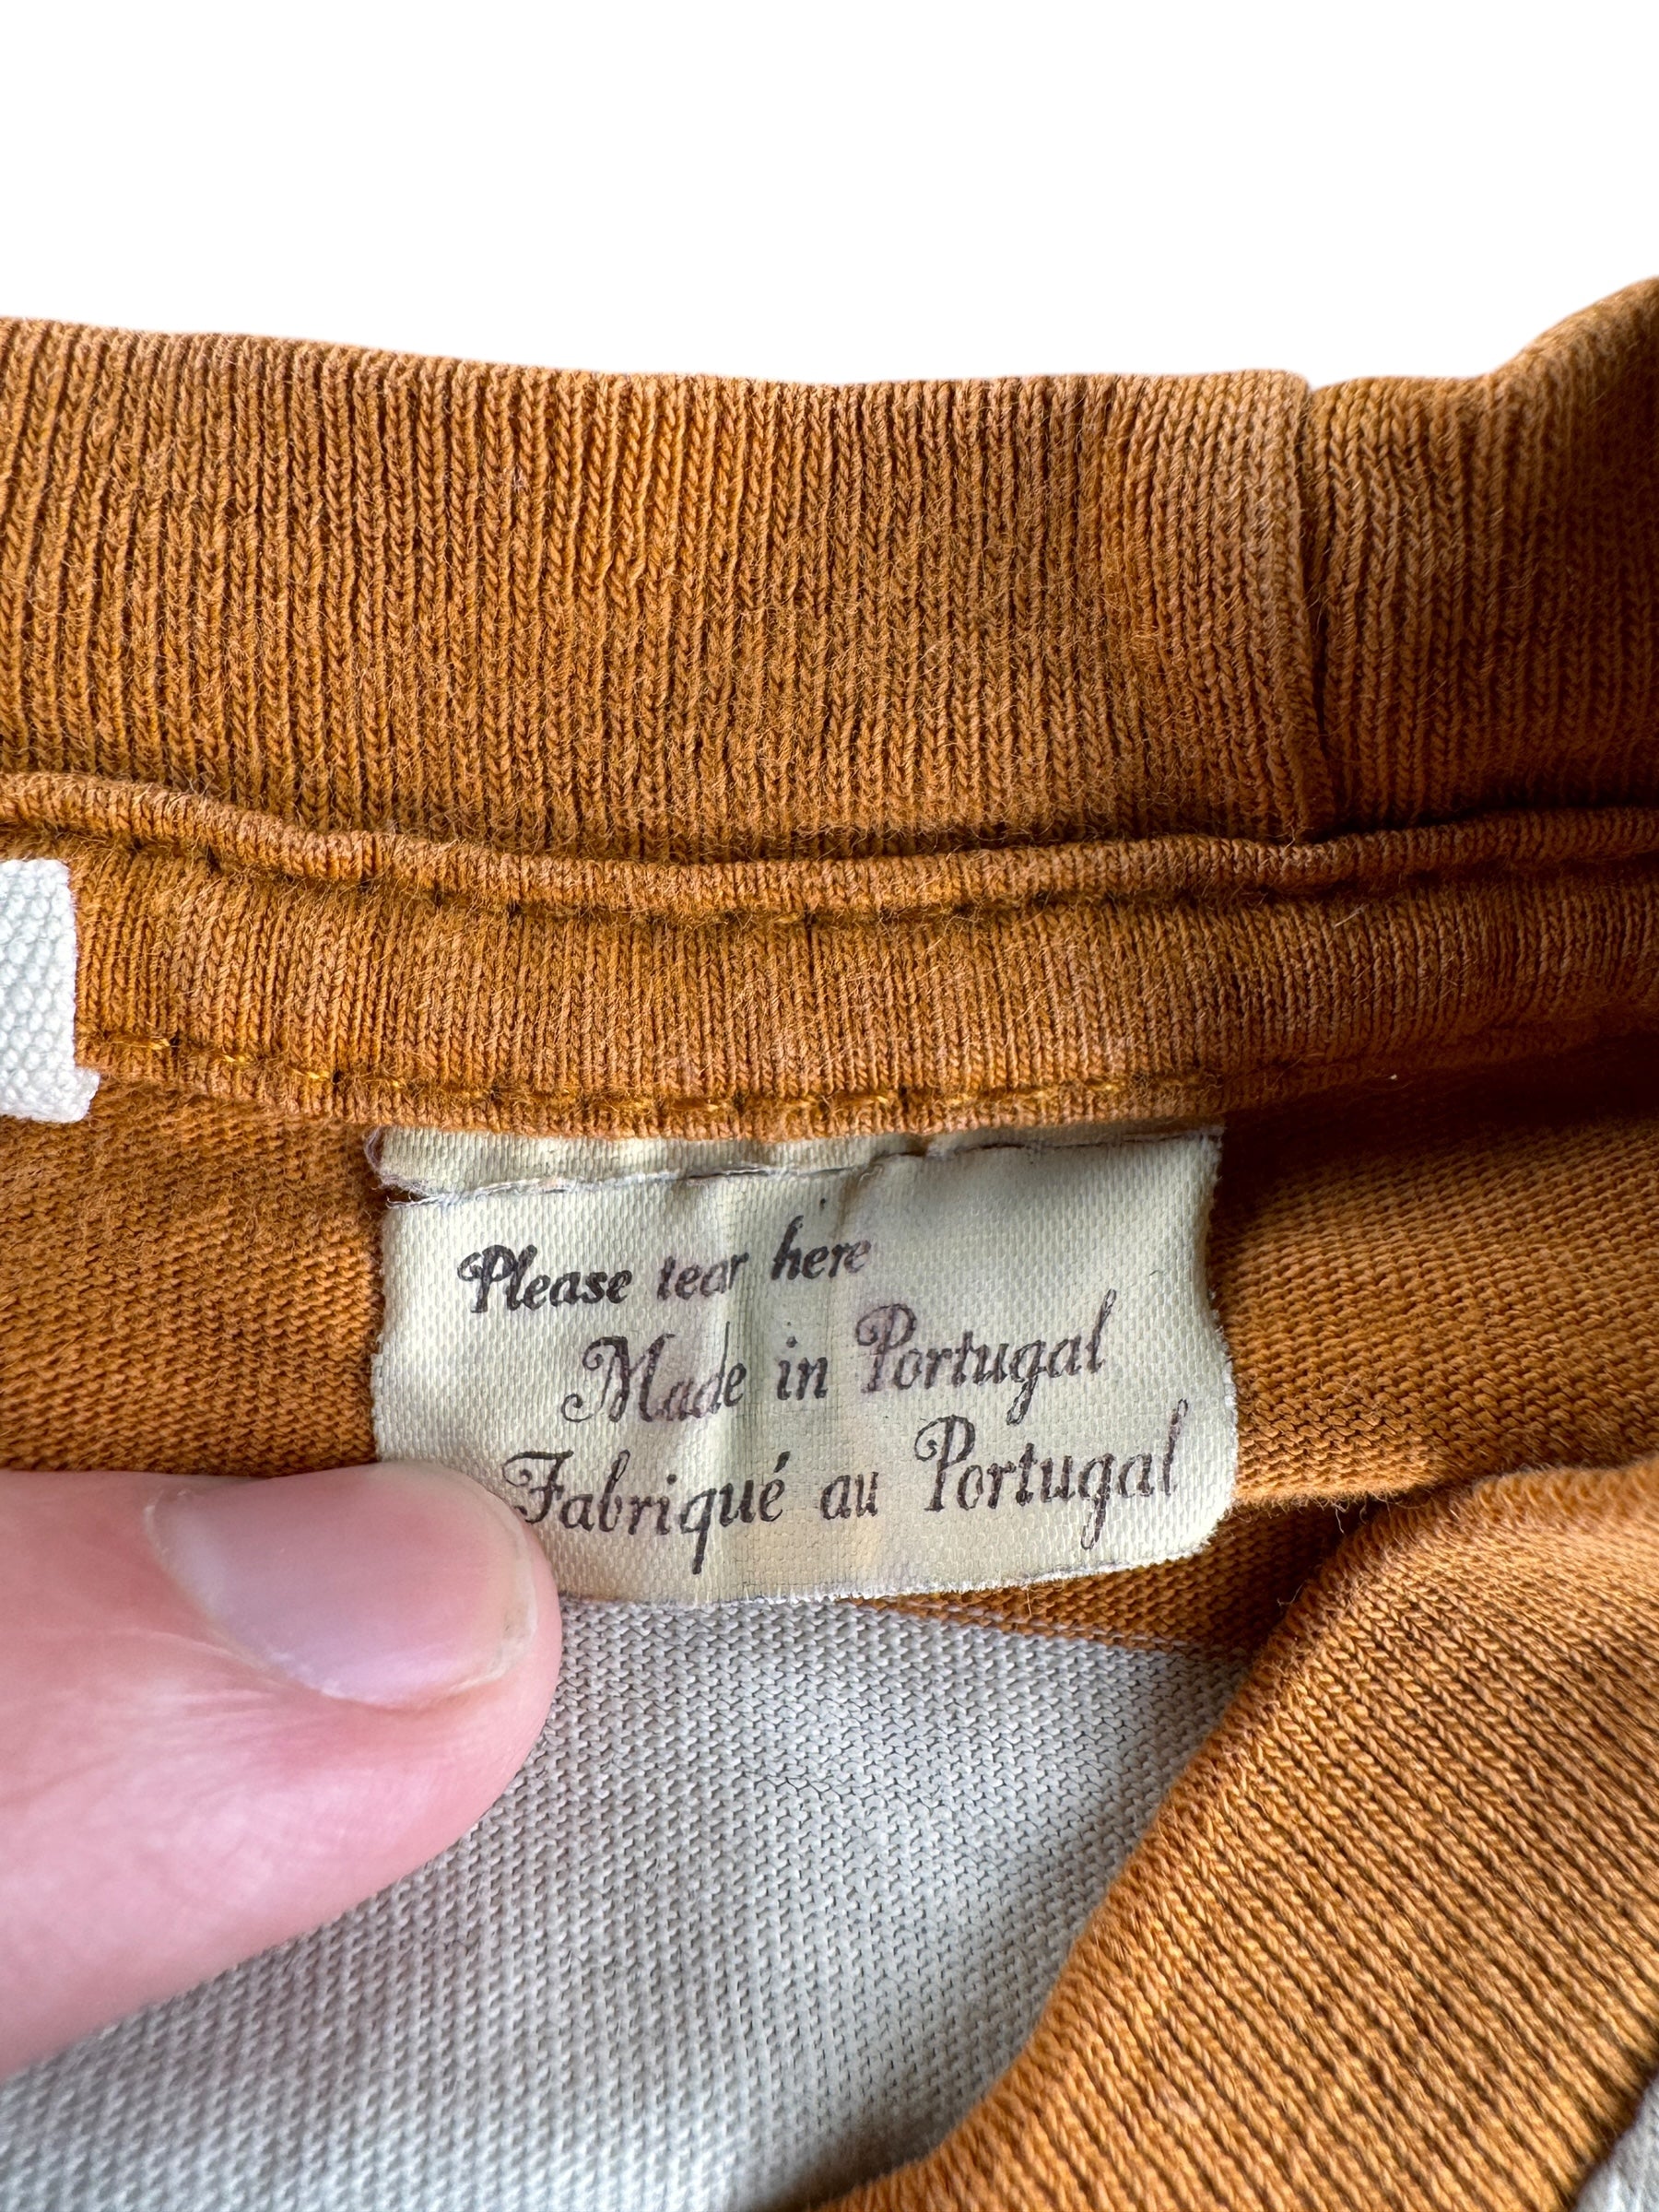 Please tear here
Made in Portugal
Fabriqué au Portugal